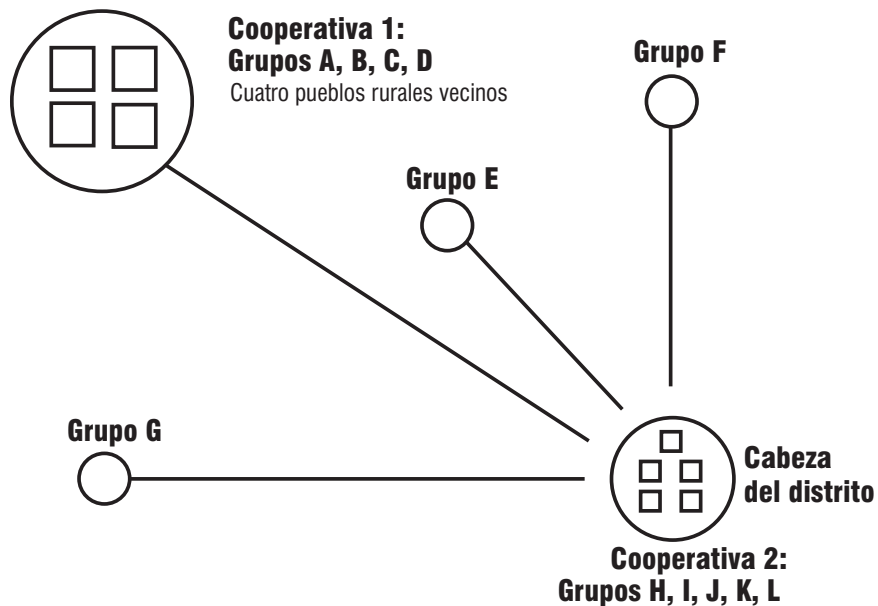 Cooperativa 1:
Grupos A, B, C, D
Cuatro pueblos rurales vecinos
Grupo F
Grupo E
Grupo G
Cabeza
del distrito
Cooperativa 2:
Grupos H, I, J, K, L